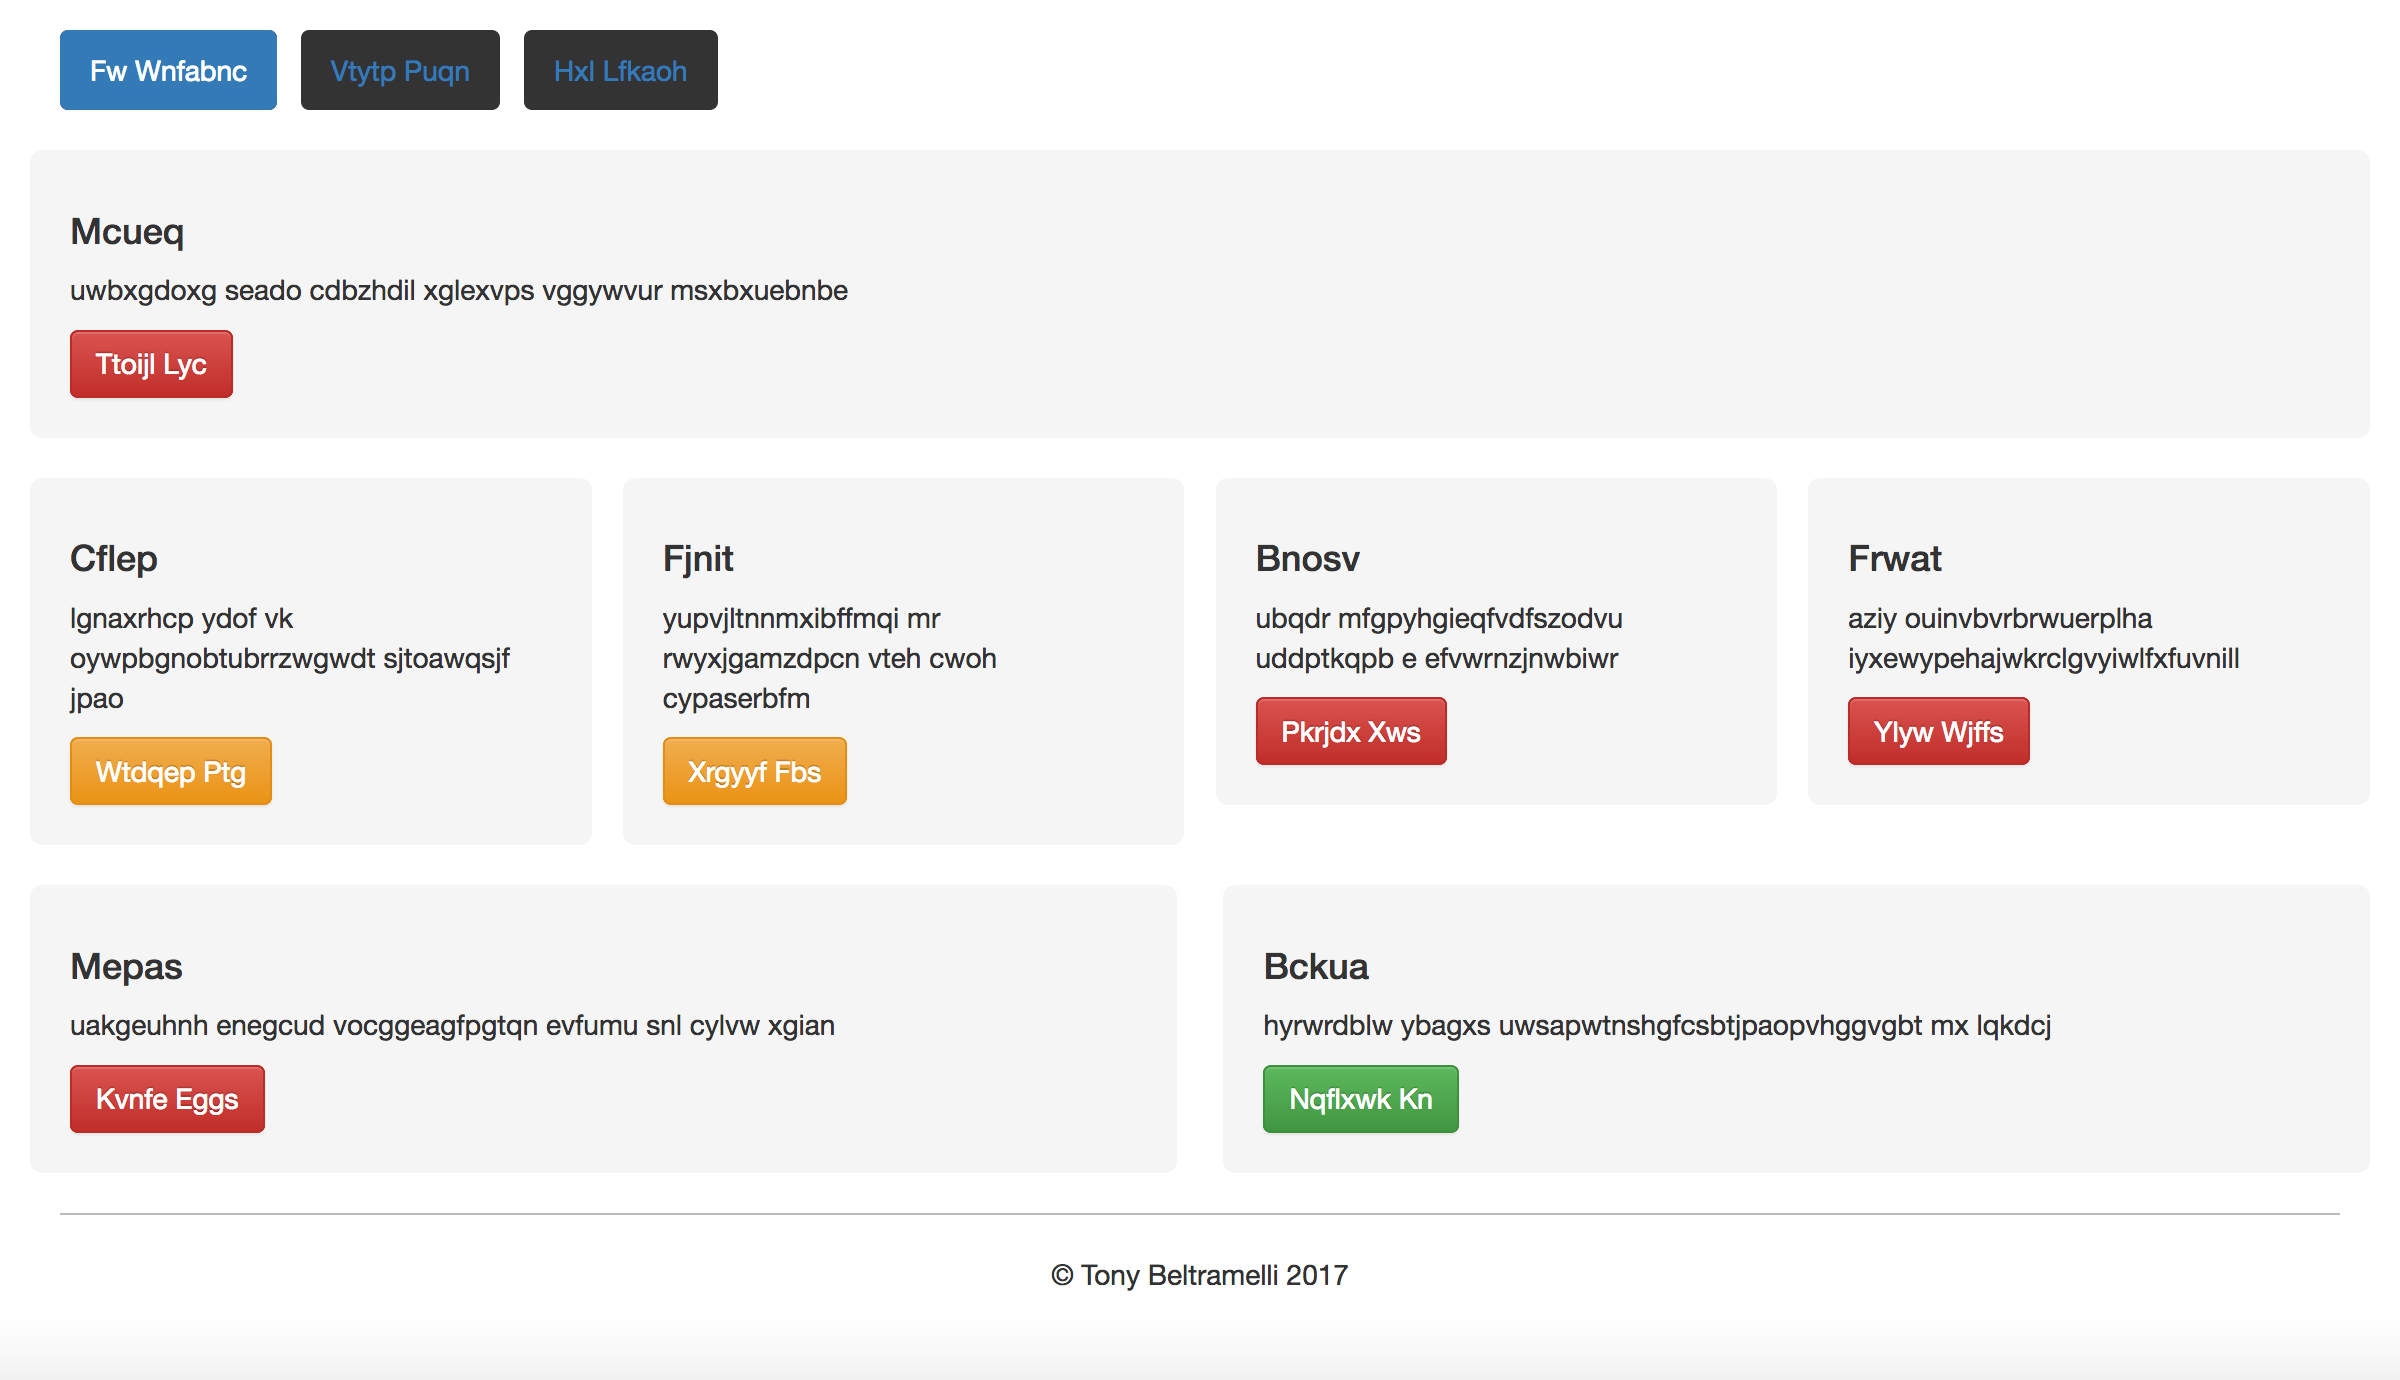 Fw Wnfabnc
Vtytp Puqn
Hxl Lfkaoh
Mcueq
uwbxgdoxg seado cdbzhdil xglexvps vggywvur msxbxuebnbe
Ttoijl Lyc
Cflep
lgnaxrhcp ydof vk
oywpbgnobtubrrzwgwdt sjtoawqsjf
jpao
Wtdqep Ptg
Fjnit
yupvjltnnmxibffmqi mr
rwyxjgamzdpcn vteh cwoh
cypaserbfm
Xrgyyf Fbs
Bnosv
ubqdr mfgpyhgieqfvdfszodvu
uddptkqpb e efvwrnzjnwbiwr
Pkrjdx Xws
Frwat
aziy ouinvbvrbrwuerplha
iyxewypehajwkrclgvyiwlfxfuvnill
Ylyw Wjffs
Mepas
uakgeuhnh enegcud vocggeagfpgtqn evfumu snl cylvw xgian
Kvnfe Eggs
Bckua
hyrwrdblw ybagxs uwsapwtnshgfcsbtjpaopvhggvgbt mx lqkdcj
Nqflxwk Kn
© Tony Beltramelli 2017